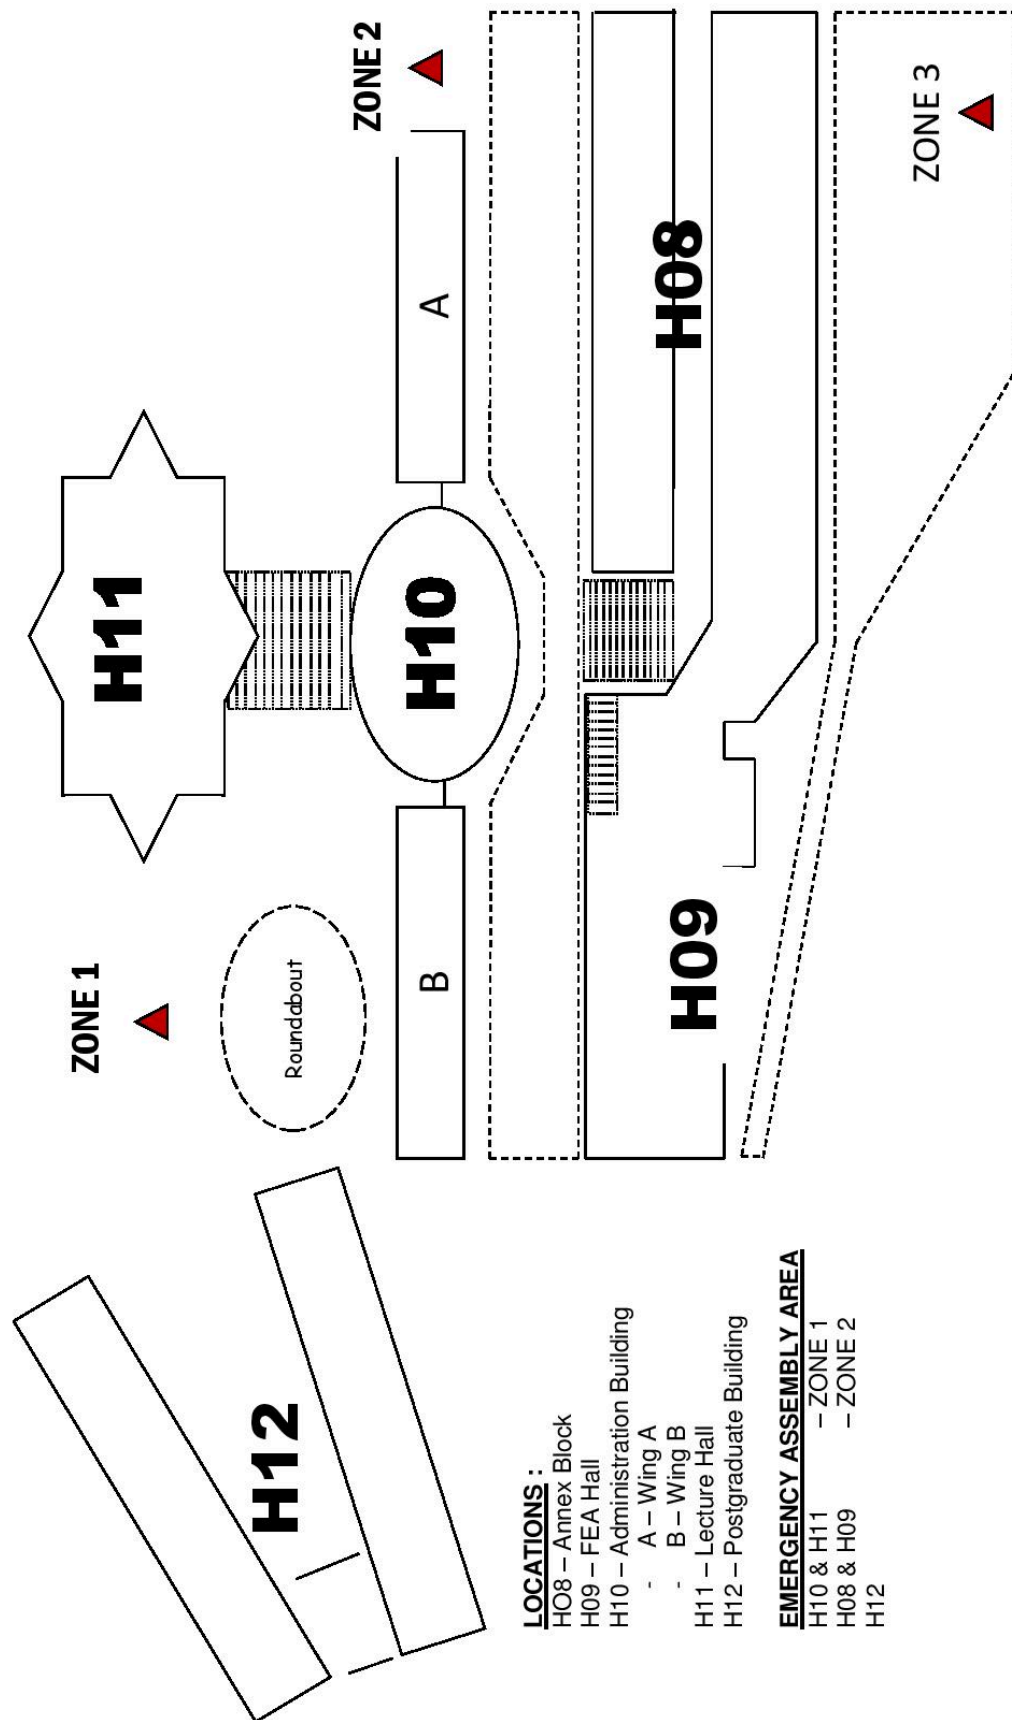 ZONE 1
ZONE 2
H11
Roundabout
H12
H10
B
A
H09
H08
ZONE 3
LOCATIONS :
HO8 – Annex Block
H09 – FEA Hall
H10 – Administration Building
- A – Wing A
- B – Wing B
H11 – Lecture Hall
H12 – Postgraduate Building
EMERGENCY ASSEMBLY AREA
H10 & H11 – ZONE 1
H08 & H09 – ZONE 2
H12